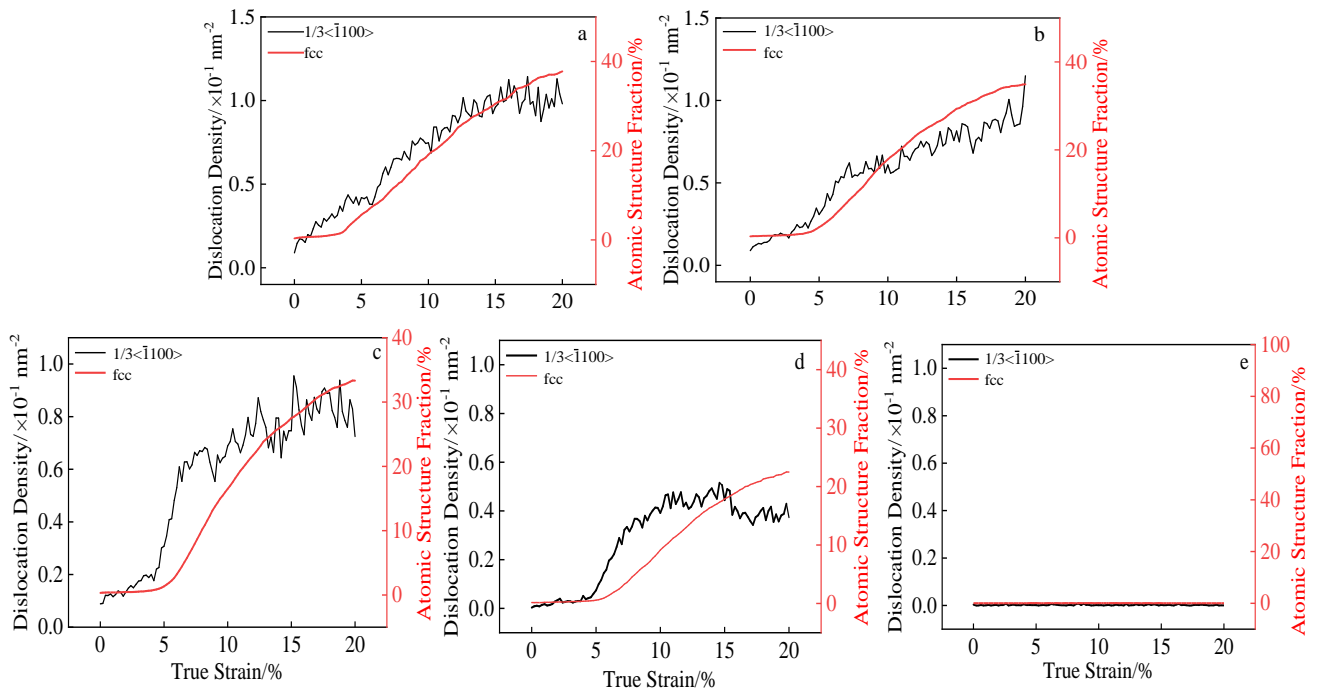 1.5
1.0
0.5
0.0
Dislocation Density/×10⁻¹ nm⁻²
1/3<1̄100>
fcc
a
40
20
0
Atomic Structure Fraction/%
0 5 10 15 20
1.5
1.0
0.5
0.0
Dislocation Density/×10⁻¹ nm⁻²
1/3<1̄100>
fcc
b
40
20
0
Atomic Structure Fraction/%
0 5 10 15 20
1.0
0.8
0.6
0.4
0.2
0.0
Dislocation Density/×10⁻¹ nm⁻²
1/3<1̄100>
fcc
c
40
30
20
10
0
Atomic Structure Fraction/%
0 5 10 15 20
True Strain/%
1.0
0.8
0.6
0.4
0.2
0.0
Dislocation Density/×10⁻¹ nm⁻²
1/3<1̄100>
fcc
d
40
20
0
Atomic Structure Fraction/%
0 5 10 15 20
True Strain/%
1.0
0.8
0.6
0.4
0.2
0.0
Dislocation Density/×10⁻¹ nm⁻²
1/3<1̄100>
fcc
e
100
80
60
40
20
0
Atomic Structure Fraction/%
0 5 10 15 20
True Strain/%